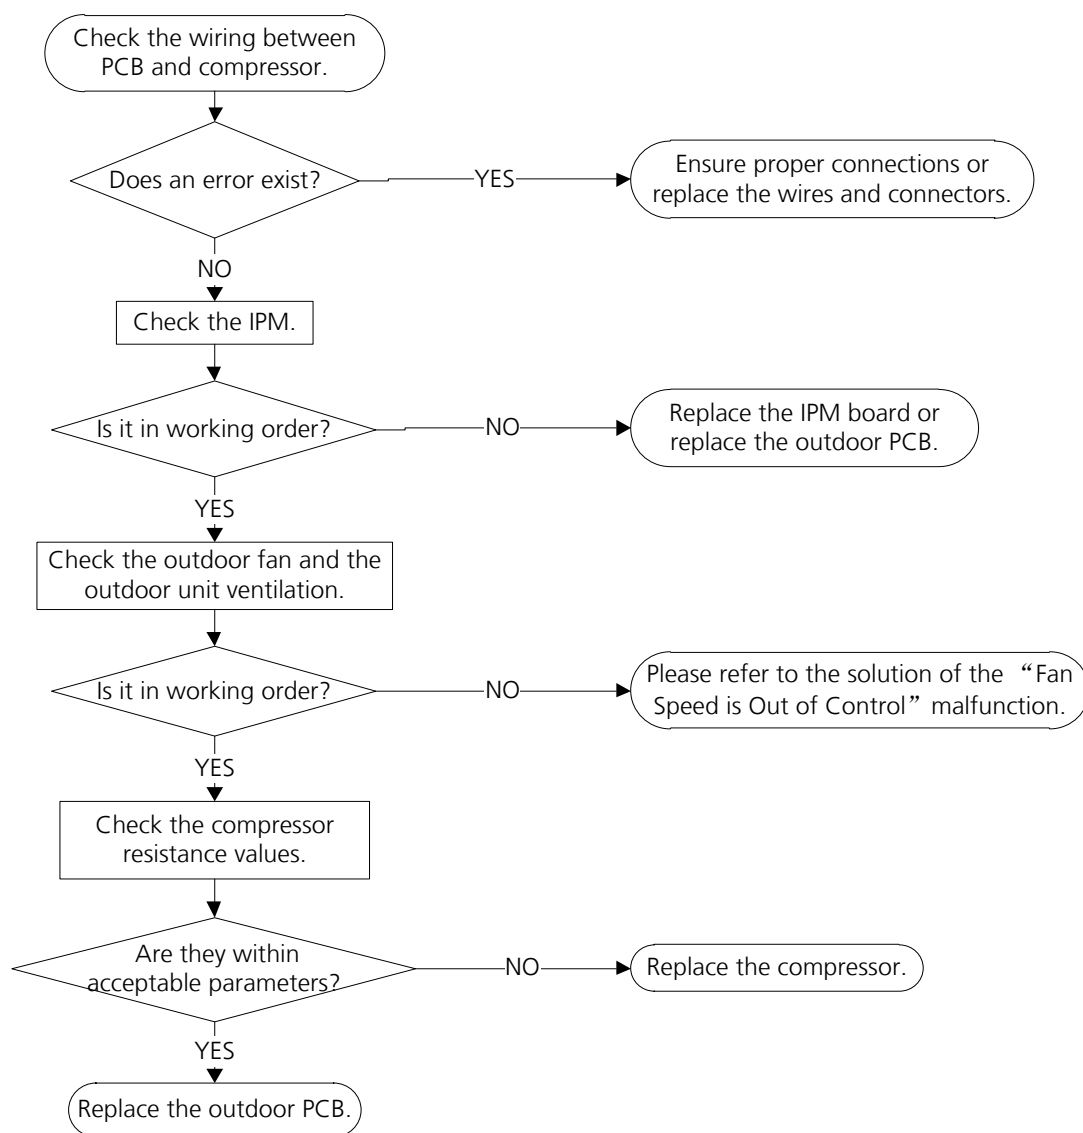 Check the wiring between
PCB and compressor.
Does an error exist?
YES
Ensure proper connections or
replace the wires and connectors.
NO
Check the IPM.
Is it in working order?
NO
Replace the IPM board or
replace the outdoor PCB.
YES
Check the outdoor fan and the
outdoor unit ventilation.
Is it in working order?
NO
Please refer to the solution of the “Fan
Speed is Out of Control” malfunction.
YES
Check the compressor
resistance values.
Are they within
acceptable parameters?
NO
Replace the compressor.
YES
Replace the outdoor PCB.